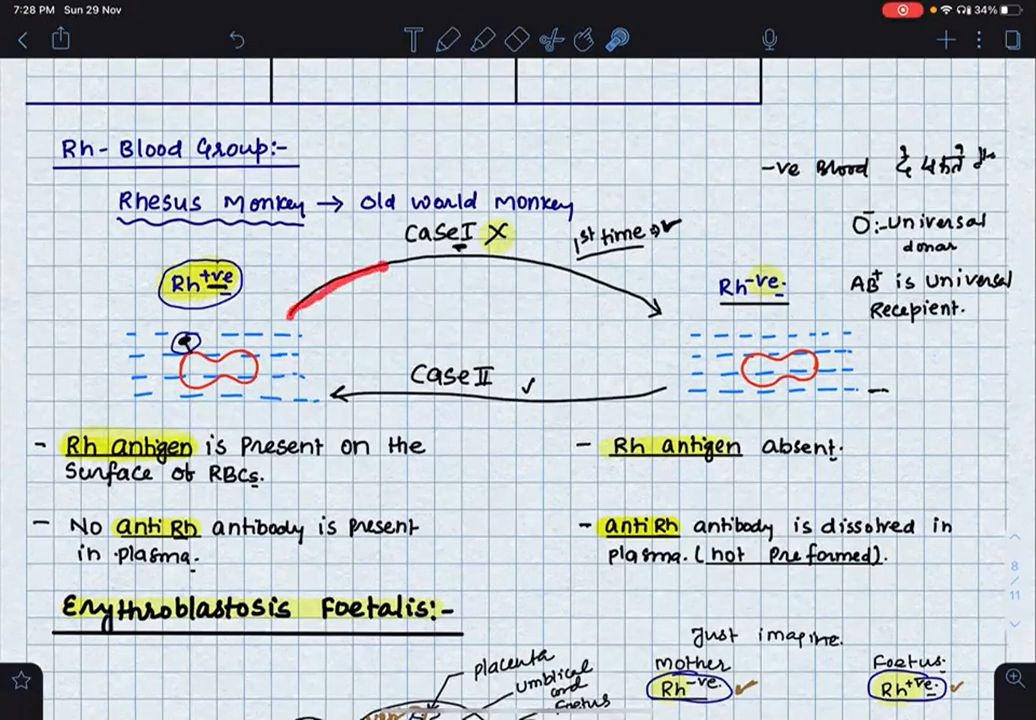 7:28 PM Sun 29 Nov
34%
Rh- Blood Group:-
-ve Blood
Rhesus Monkey → old world monkey
Case I X
1st time →✓
O⁻:- Universal
donar
AB⁺ is Universal
Recepient.
Rh+ve
Rh-ve.
Case II ✓
- Rh antigen is present on the
Surface of RBCs.
- Rh antigen absent.
- No anti Rh antibody is present
in plasma.
- anti Rh antibody is dissolved in
plasma. (not Preformed).
Erythroblastosis Foetalis:-
Just imagine.
placenta
Umblical
Mother
Rh-ve. ✓
Foetus.
Rh+ve. ✓
8
/
11